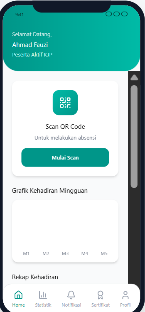 Selamat Datang,
Ahmad Fauzi
Peserta Aktif ICP
Scan QR Code
Untuk melakukan absensi
Mulai Scan
Grafik Kehadiran Mingguan
M1 M2 M3 M4 M5
Rekap Kehadiran
Home Statistik Notifikasi Sertifikat Profil